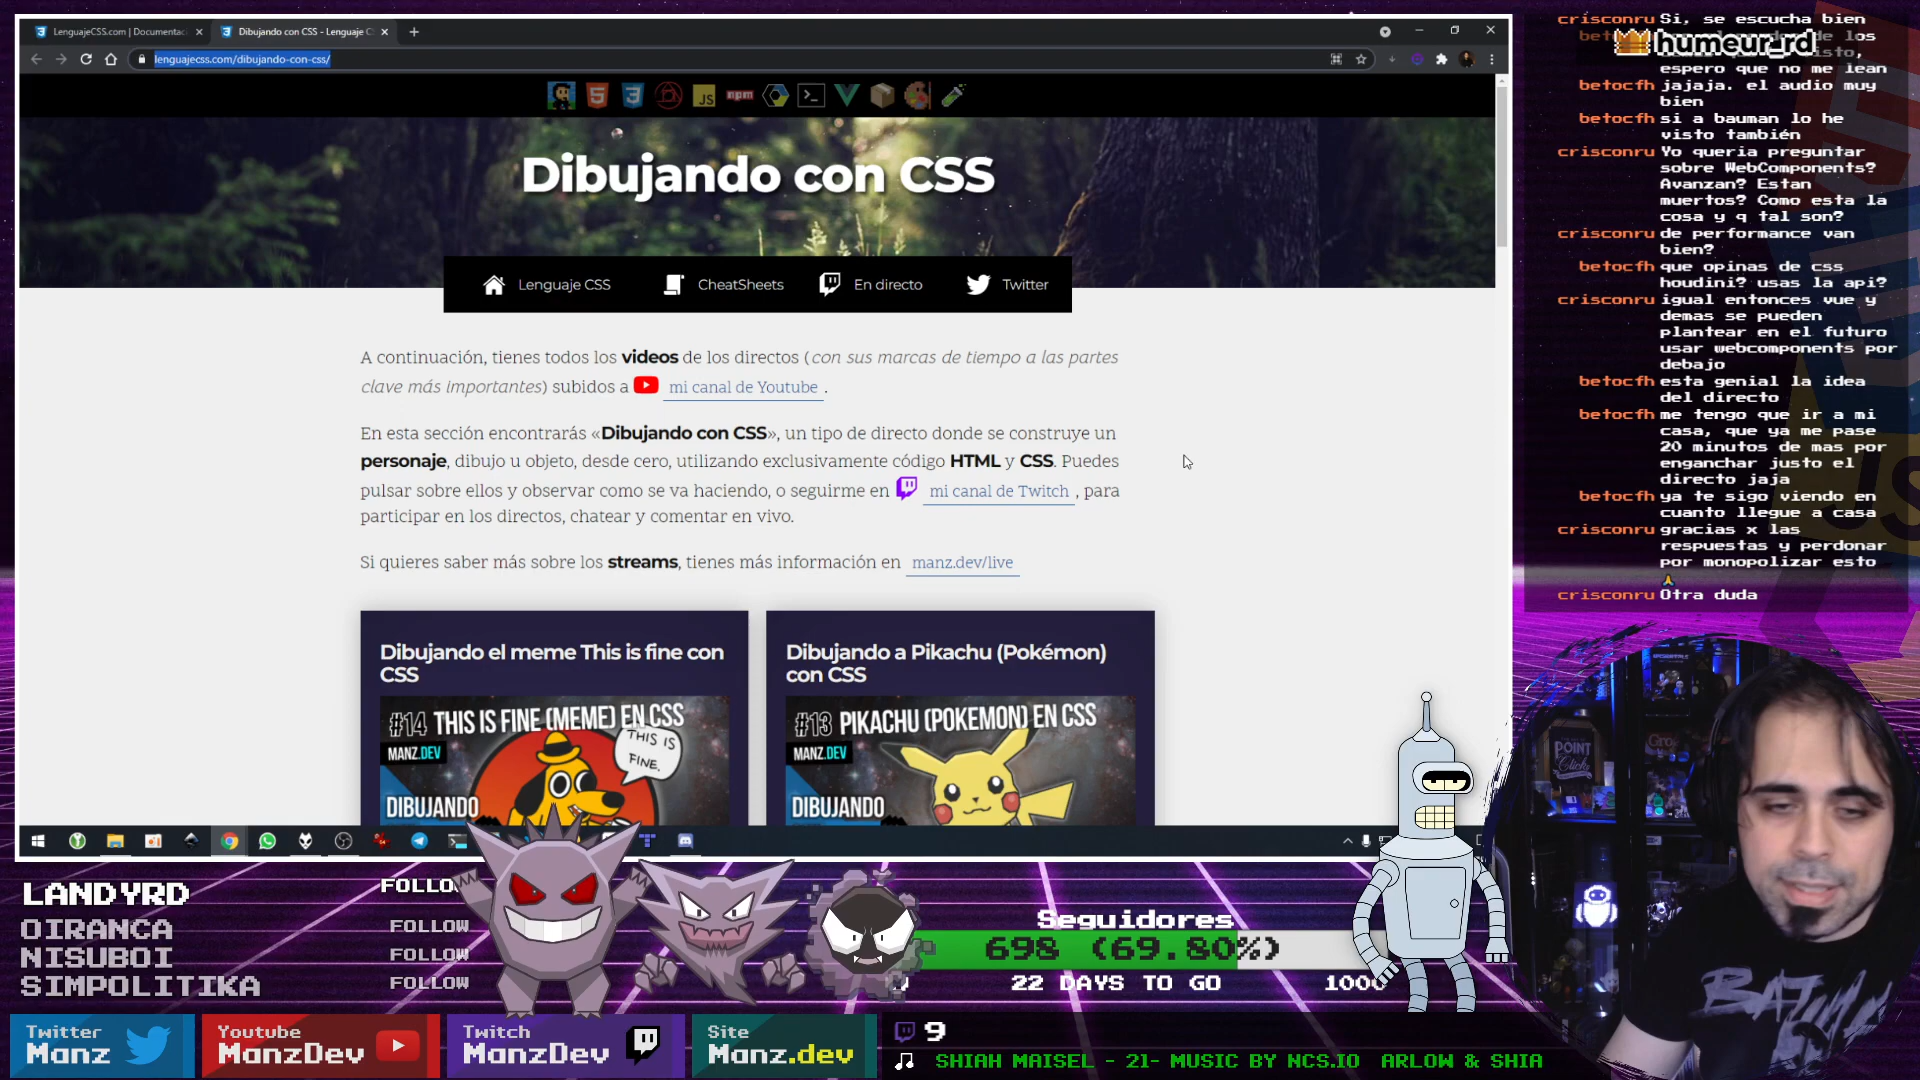 LenguajeCSS.com | Documentac
Dibujando con CSS - Lenguaje C
lenguajecss.com/dibujando-con-css/
JS
npm
Dibujando con CSS
Lenguaje CSS
CheatSheets
En directo
Twitter
A continuación, tienes todos los videos de los directos (con sus marcas de tiempo a las partes
clave más importantes) subidos a mi canal de Youtube .
En esta sección encontrarás «Dibujando con CSS», un tipo de directo donde se construye un
personaje, dibujo u objeto, desde cero, utilizando exclusivamente código HTML y CSS. Puedes
pulsar sobre ellos y observar como se va haciendo, o seguirme en mi canal de Twitch , para
participar en los directos, chatear y comentar en vivo.
Si quieres saber más sobre los streams, tienes más información en manz.dev/live
Dibujando el meme This is fine con
CSS
#14 THIS IS FINE (MEME) EN CSS
MANZ.DEV
THIS IS
FINE.
DIBUJANDO
Dibujando a Pikachu (Pokémon)
con CSS
#13 PIKACHU (POKEMON) EN CSS
MANZ.DEV
DIBUJANDO
crisconru Si, se escucha bien
humeur_rd
espero que no me lean
betocfh jajaja. el audio muy
bien
betocfh si a bauman lo he
visto también
crisconru Yo queria preguntar
sobre WebComponents?
Avanzan? Estan
muertos? Como esta la
cosa y q tal son?
crisconru de performance van
bien?
betocfh que opinas de css
houdini? usas la api?
crisconru igual entonces vue y
demas se pueden
plantear en el futuro
usar webcomponents por
debajo
betocfh esta genial la idea
del directo
betocfh me tengo que ir a mi
casa, que ya me pase
20 minutos de mas por
enganchar justo el
directo jaja
betocfh ya te sigo viendo en
cuanto llegue a casa
crisconru gracias x las
respuestas y perdonar
por monopolizar esto
crisconru Otra duda
POINT
Click
LANDYRD FOLLO
OIRANCA FOLLOW
NISUBOI FOLLOW
SIMPOLITIKA FOLLOW
Seguidores
698 (69.80%)
22 DAYS TO GO
1000
Twitter
Manz
Youtube
ManzDev
Twitch
ManzDev
Site
Manz.dev
9
SHIAH MAISEL - 21- MUSIC BY NCS.IO ARLOW & SHIA